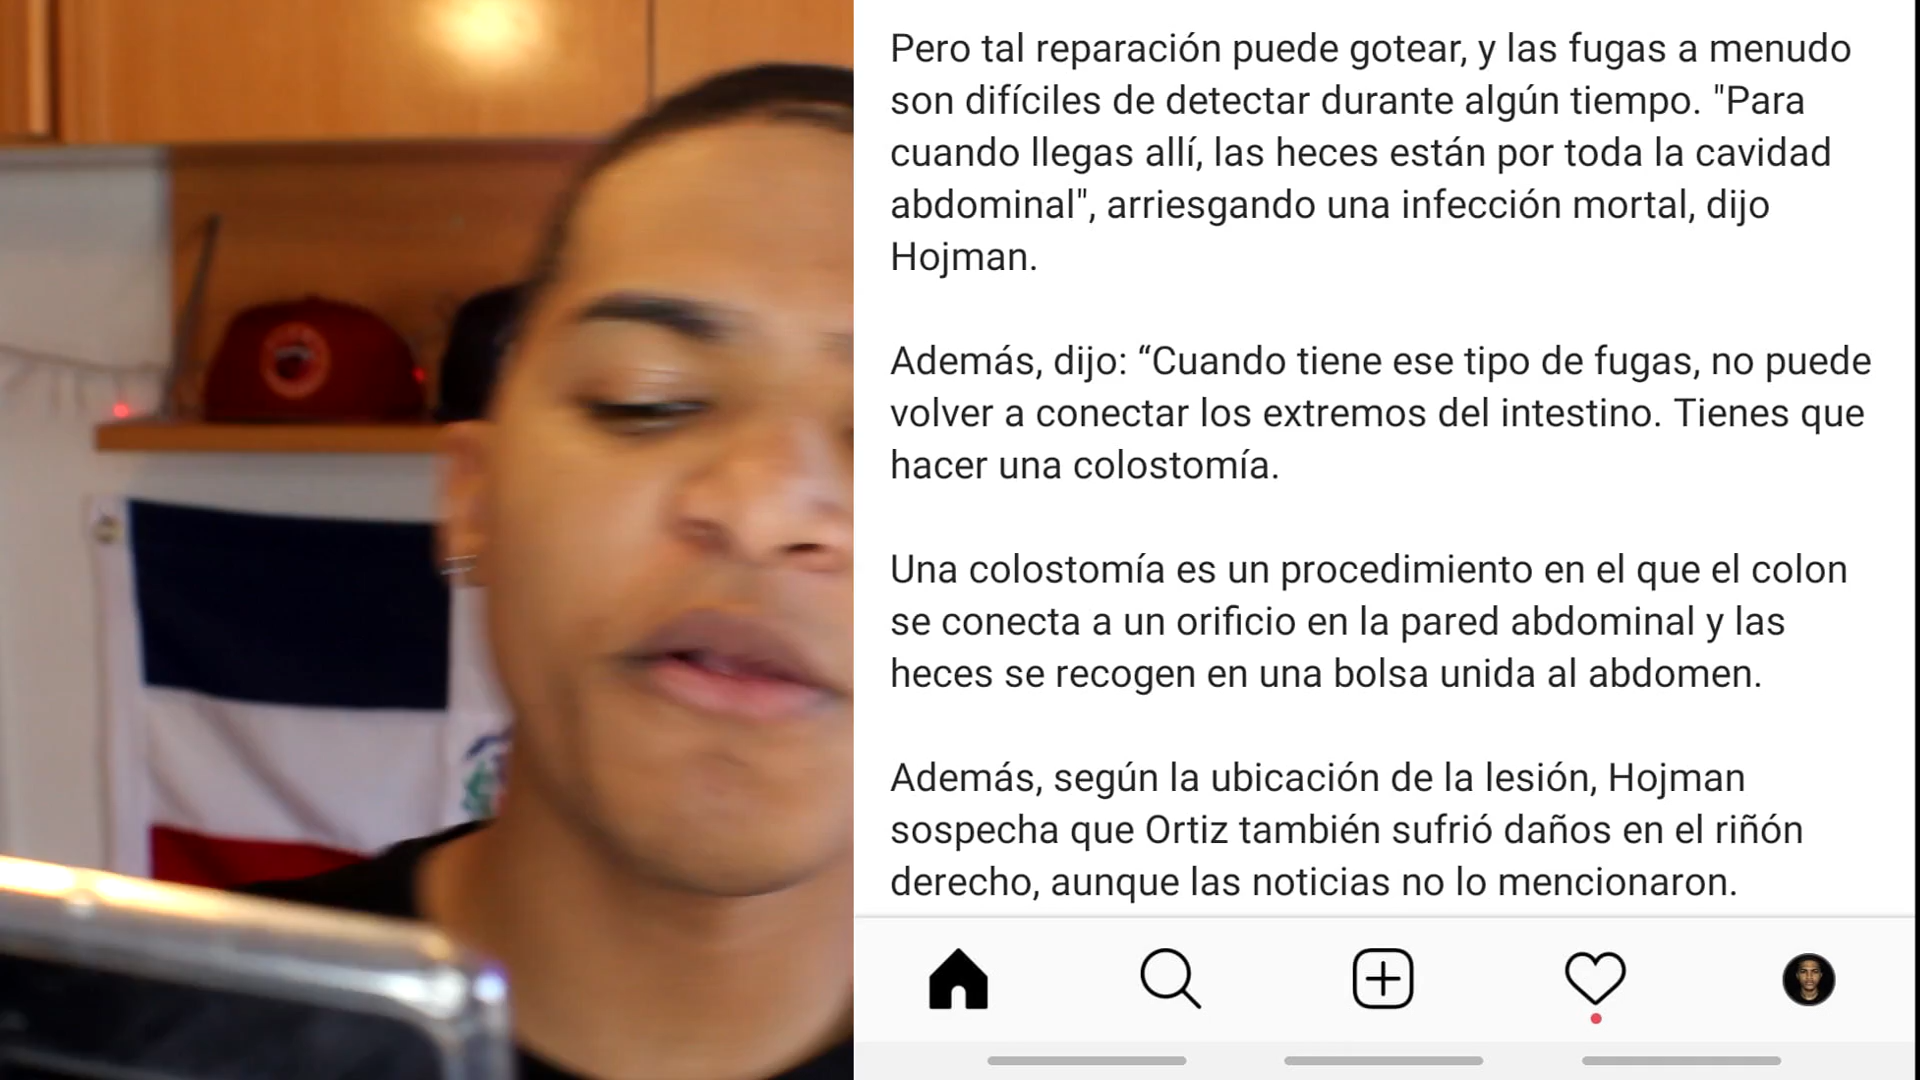 Pero tal reparación puede gotear, y las fugas a menudo
son difíciles de detectar durante algún tiempo. "Para
cuando llegas allí, las heces están por toda la cavidad
abdominal", arriesgando una infección mortal, dijo
Hojman.
Además, dijo: “Cuando tiene ese tipo de fugas, no puede
volver a conectar los extremos del intestino. Tienes que
hacer una colostomía.
Una colostomía es un procedimiento en el que el colon
se conecta a un orificio en la pared abdominal y las
heces se recogen en una bolsa unida al abdomen.
Además, según la ubicación de la lesión, Hojman
sospecha que Ortiz también sufrió daños en el riñón
derecho, aunque las noticias no lo mencionaron.